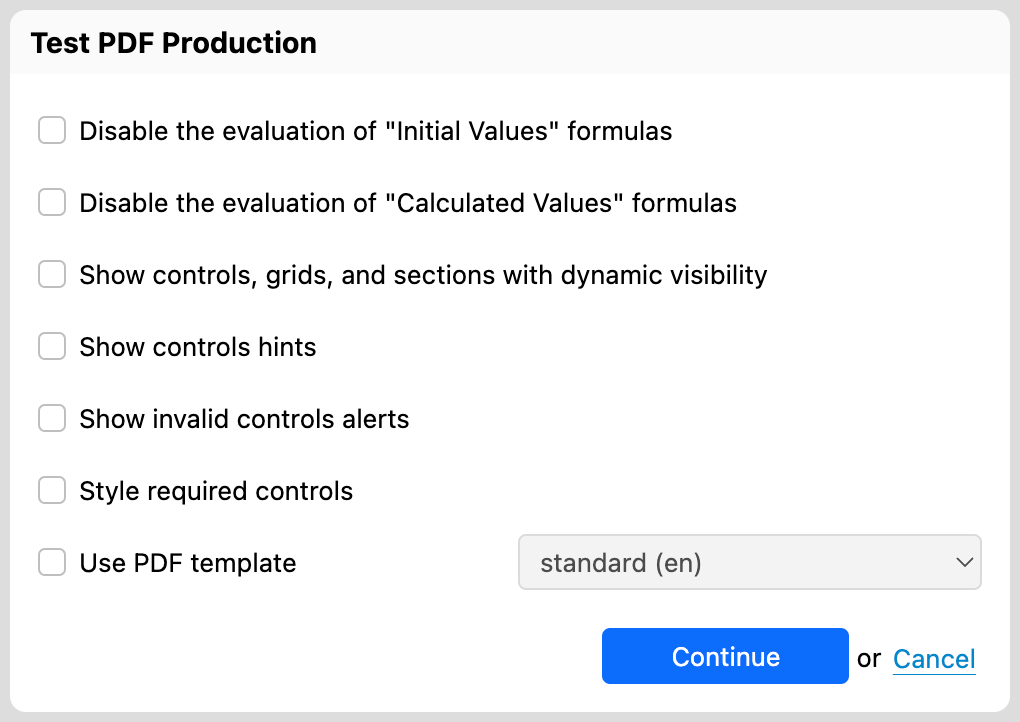 Test PDF Production
Disable the evaluation of "Initial Values" formulas
Disable the evaluation of "Calculated Values" formulas
Show controls, grids, and sections with dynamic visibility
Show controls hints
Show invalid controls alerts
Style required controls
Use PDF template standard (en)
Continue or Cancel